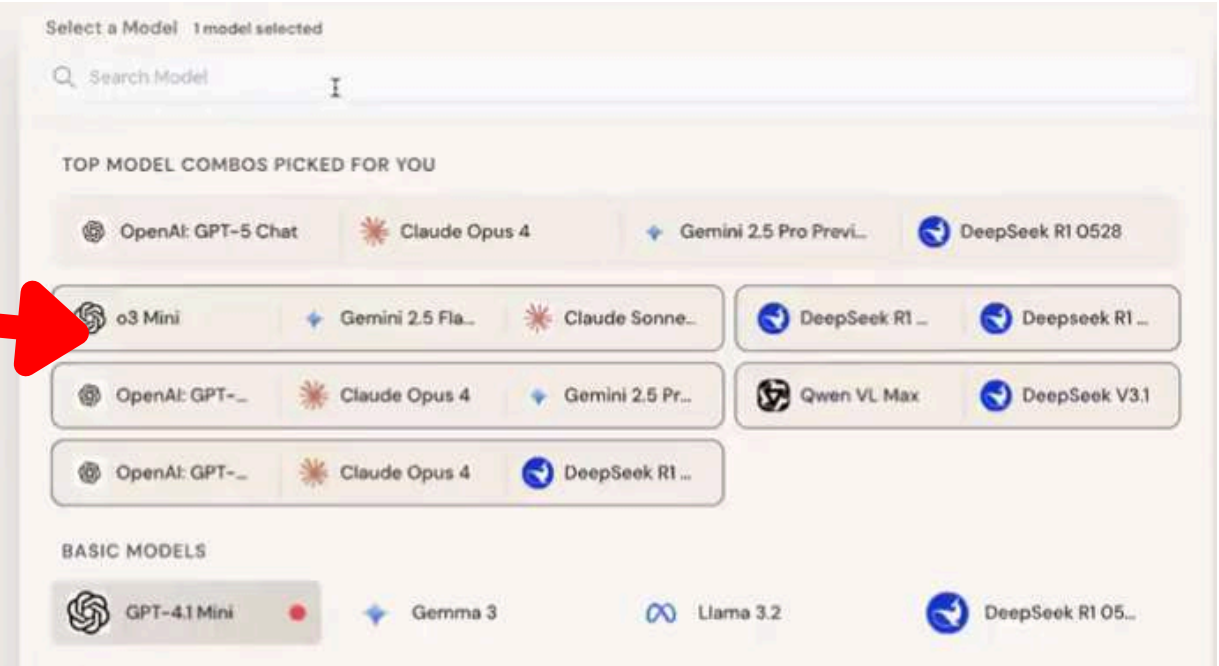 Select a Model 1 model selected
Search Model
TOP MODEL COMBOS PICKED FOR YOU
OpenAI: GPT-5 Chat Claude Opus 4 Gemini 2.5 Pro Previ... DeepSeek R1 0528
o3 Mini Gemini 2.5 Fla... Claude Sonne... DeepSeek R1 ... Deepseek R1 ...
OpenAI: GPT-... Claude Opus 4 Gemini 2.5 Pr... Qwen VL Max DeepSeek V3.1
OpenAI: GPT-... Claude Opus 4 DeepSeek R1 ...
BASIC MODELS
GPT-4.1 Mini Gemma 3 Llama 3.2 DeepSeek R1 05...